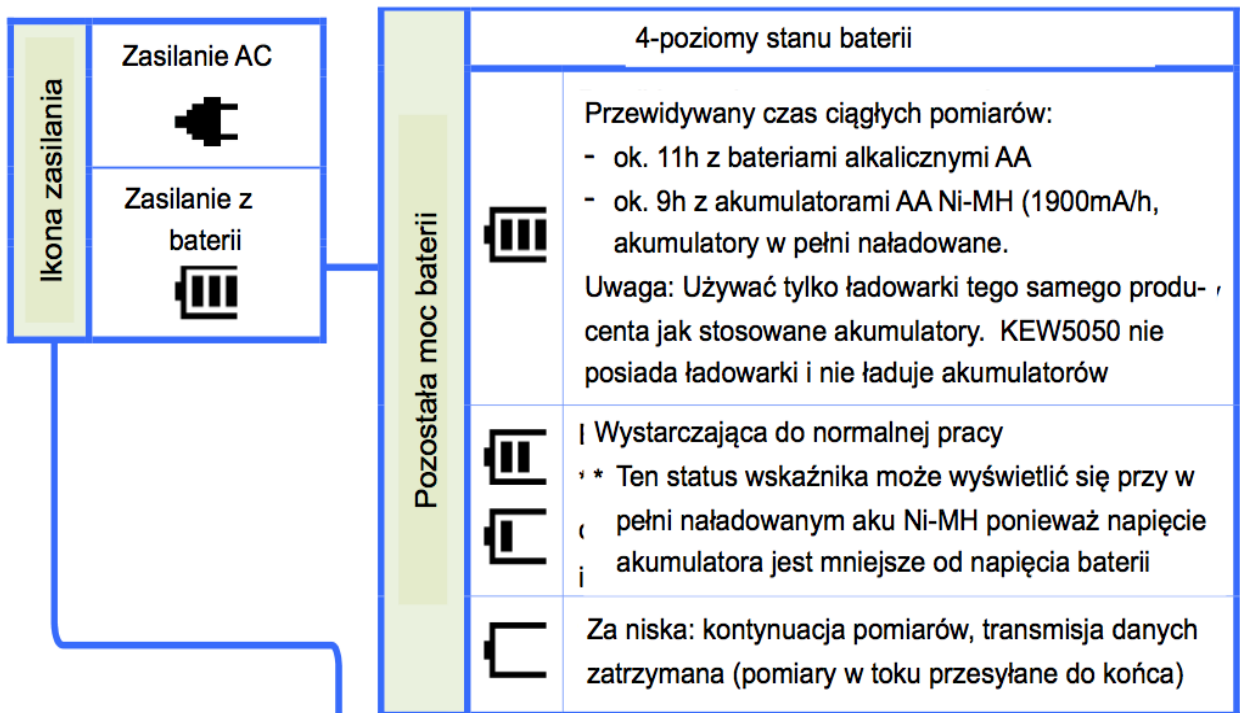 Ikona zasilania
Zasilanie AC
Zasilanie z
baterii
Pozostała moc baterii
4-poziomy stanu baterii
Przewidywany czas ciągłych pomiarów:
- ok. 11h z bateriami alkalicznymi AA
- ok. 9h z akumulatorami AA Ni-MH (1900mA/h,
akumulatory w pełni naładowane.
Uwaga: Używać tylko ładowarki tego samego produ-
centa jak stosowane akumulatory. KEW5050 nie
posiada ładowarki i nie ładuje akumulatorów
Wystarczająca do normalnej pracy
* Ten status wskaźnika może wyświetlić się przy w
pełni naładowanym aku Ni-MH ponieważ napięcie
akumulatora jest mniejsze od napięcia baterii
Za niska: kontynuacja pomiarów, transmisja danych
zatrzymana (pomiary w toku przesyłane do końca)